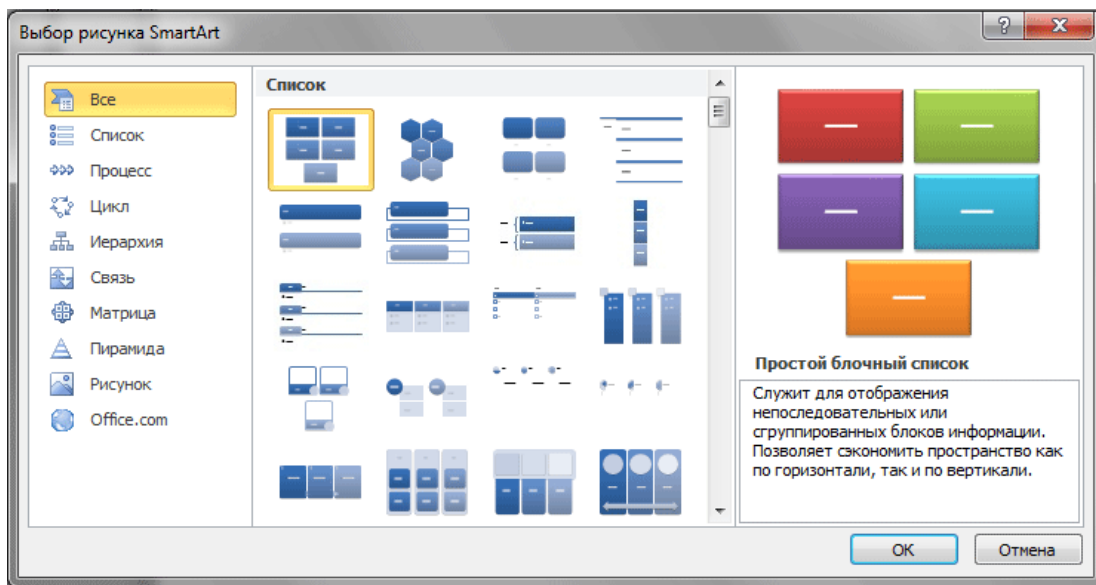 Выбор рисунка SmartArt
Все
Список
Процесс
Цикл
Иерархия
Связь
Матрица
Пирамида
Рисунок
Office.com
Список
Простой блочный список
Служит для отображения
непоследовательных или
сгруппированных блоков информации.
Позволяет сэкономить пространство как
по горизонтали, так и по вертикали.
ОК
Отмена